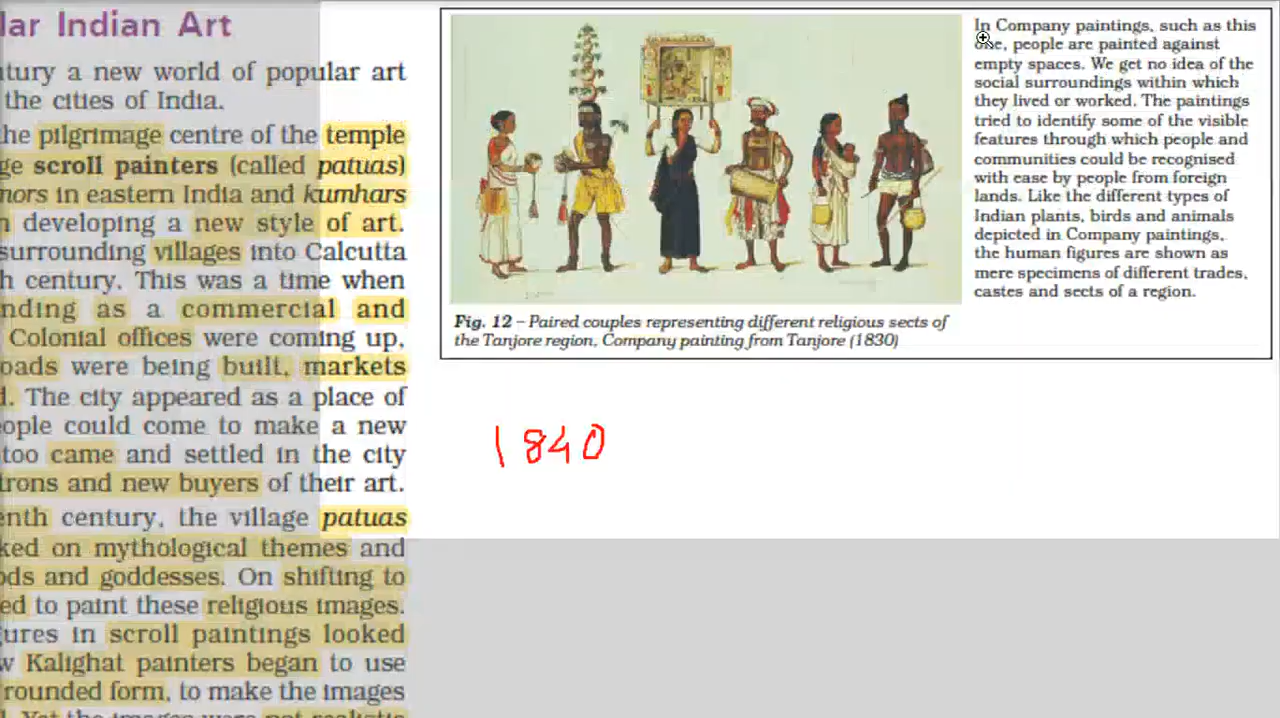 lar Indian Art
tury a new world of popular art
the cities of India.
the pilgrimage centre of the temple
ge scroll painters (called patuas)
nors in eastern India and kumhars
n developing a new style of art.
surrounding villages into Calcutta
h century. This was a time when
nding as a commercial and
Colonial offices were coming up,
oads were being built, markets
d. The city appeared as a place of
eople could come to make a new
too came and settled in the city
trons and new buyers of their art.
enth century, the village patuas
ked on mythological themes and
ods and goddesses. On shifting to
ed to paint these religious images.
gures in scroll paintings looked
w Kalighat painters began to use
rounded form, to make the images
l. Yet the images were not realistic
In Company paintings, such as this
one, people are painted against
empty spaces. We get no idea of the
social surroundings within which
they lived or worked. The paintings
tried to identify some of the visible
features through which people and
communities could be recognised
with ease by people from foreign
lands. Like the different types of
Indian plants, birds and animals
depicted in Company paintings,
the human figures are shown as
mere specimens of different trades,
castes and sects of a region.
Fig. 12 – Paired couples representing different religious sects of
the Tanjore region, Company painting from Tanjore (1830)
1840